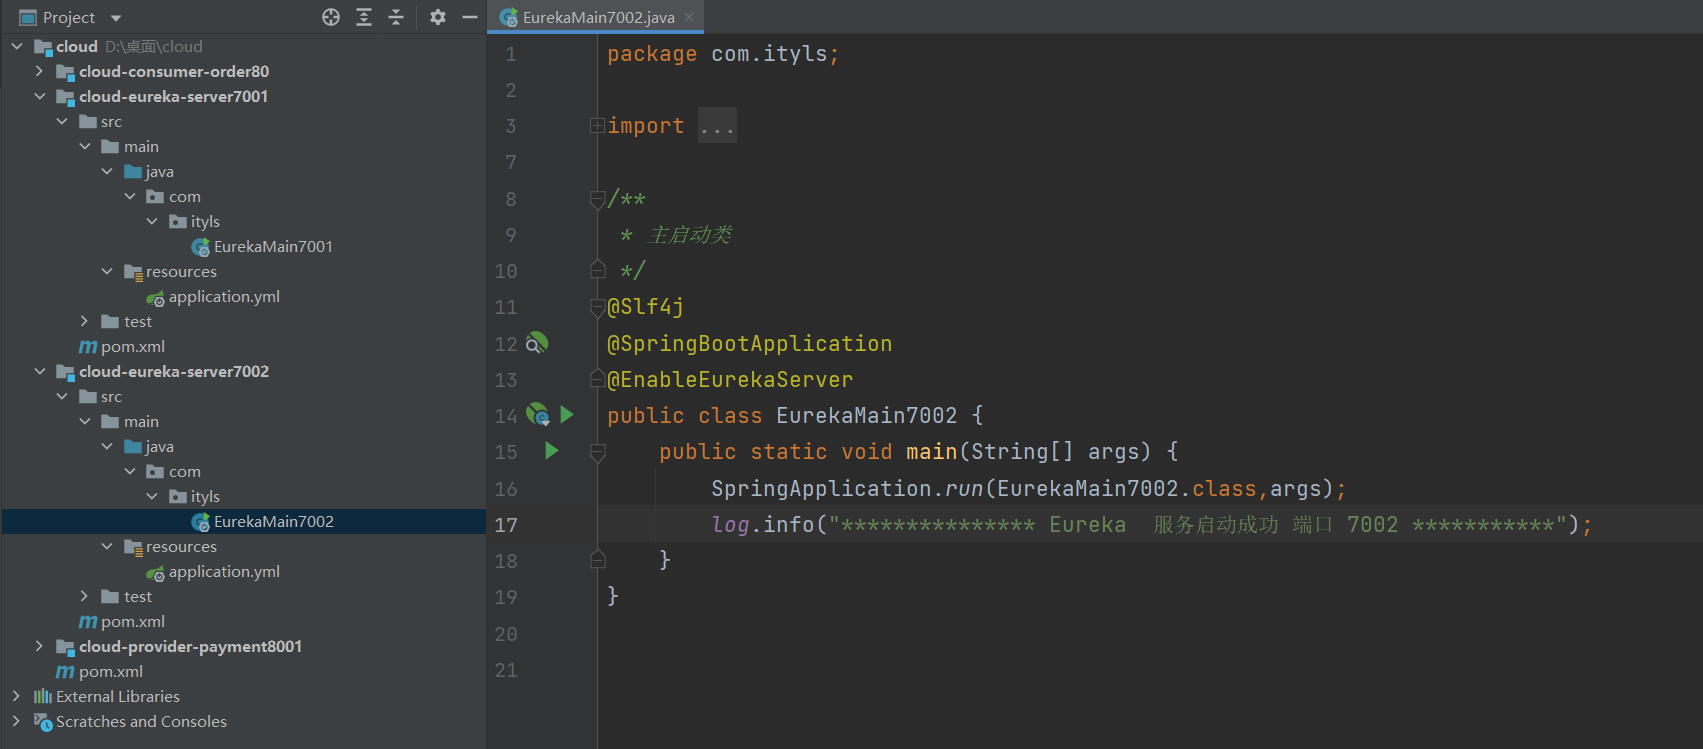 Project
cloud D:\桌面\cloud
cloud-consumer-order80
cloud-eureka-server7001
src
main
java
com
ityls
EurekaMain7001
resources
application.yml
test
pom.xml
cloud-eureka-server7002
src
main
java
com
ityls
EurekaMain7002
resources
application.yml
test
pom.xml
cloud-provider-payment8001
pom.xml
External Libraries
Scratches and Consoles
EurekaMain7002.java
1 package com.ityls;
2
3 import ...
7
8 /**
9 * 主启动类
10 */
11 @Slf4j
12 @SpringBootApplication
13 @EnableEurekaServer
14 public class EurekaMain7002 {
15 public static void main(String[] args) {
16 SpringApplication.run(EurekaMain7002.class,args);
17 log.info("*************** Eureka  服务启动成功 端口 7002 ***********");
18 }
19 }
20
21